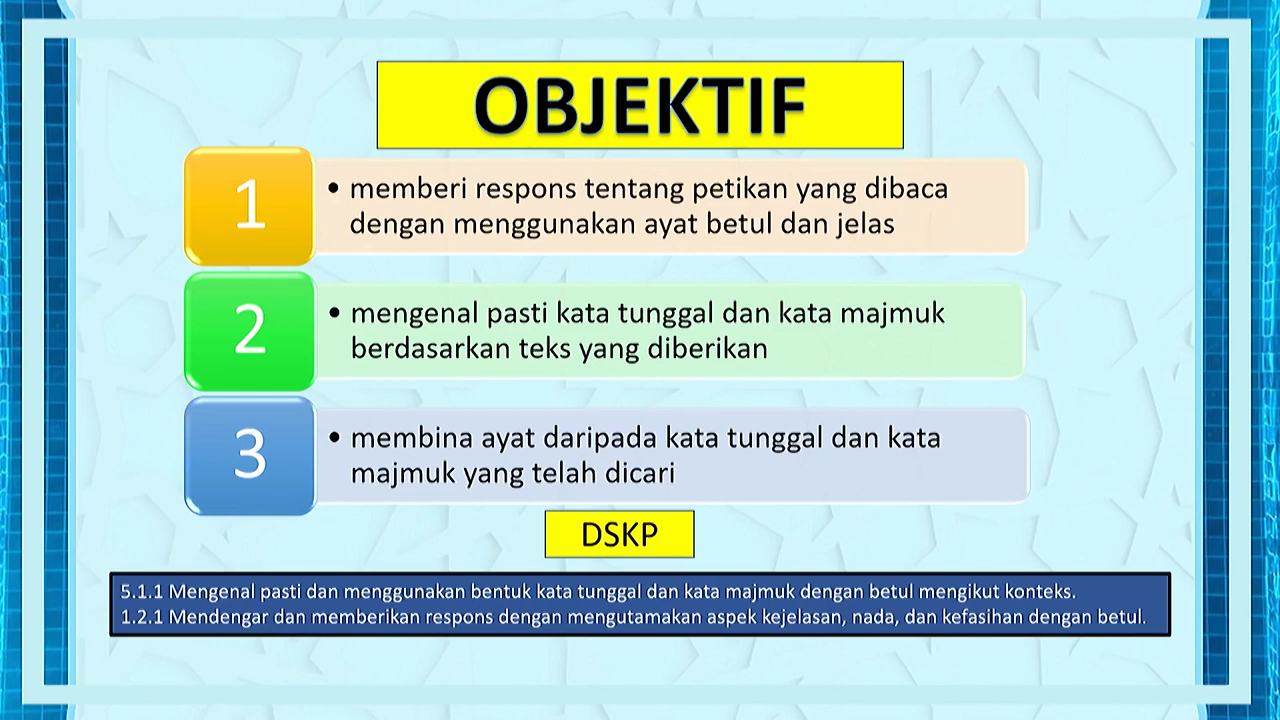 OBJEKTIF
1
• memberi respons tentang petikan yang dibaca
dengan menggunakan ayat betul dan jelas
2
• mengenal pasti kata tunggal dan kata majmuk
berdasarkan teks yang diberikan
3
• membina ayat daripada kata tunggal dan kata
majmuk yang telah dicari
DSKP
5.1.1 Mengenal pasti dan menggunakan bentuk kata tunggal dan kata majmuk dengan betul mengikut konteks.
1.2.1 Mendengar dan memberikan respons dengan mengutamakan aspek kejelasan, nada, dan kefasihan dengan betul.